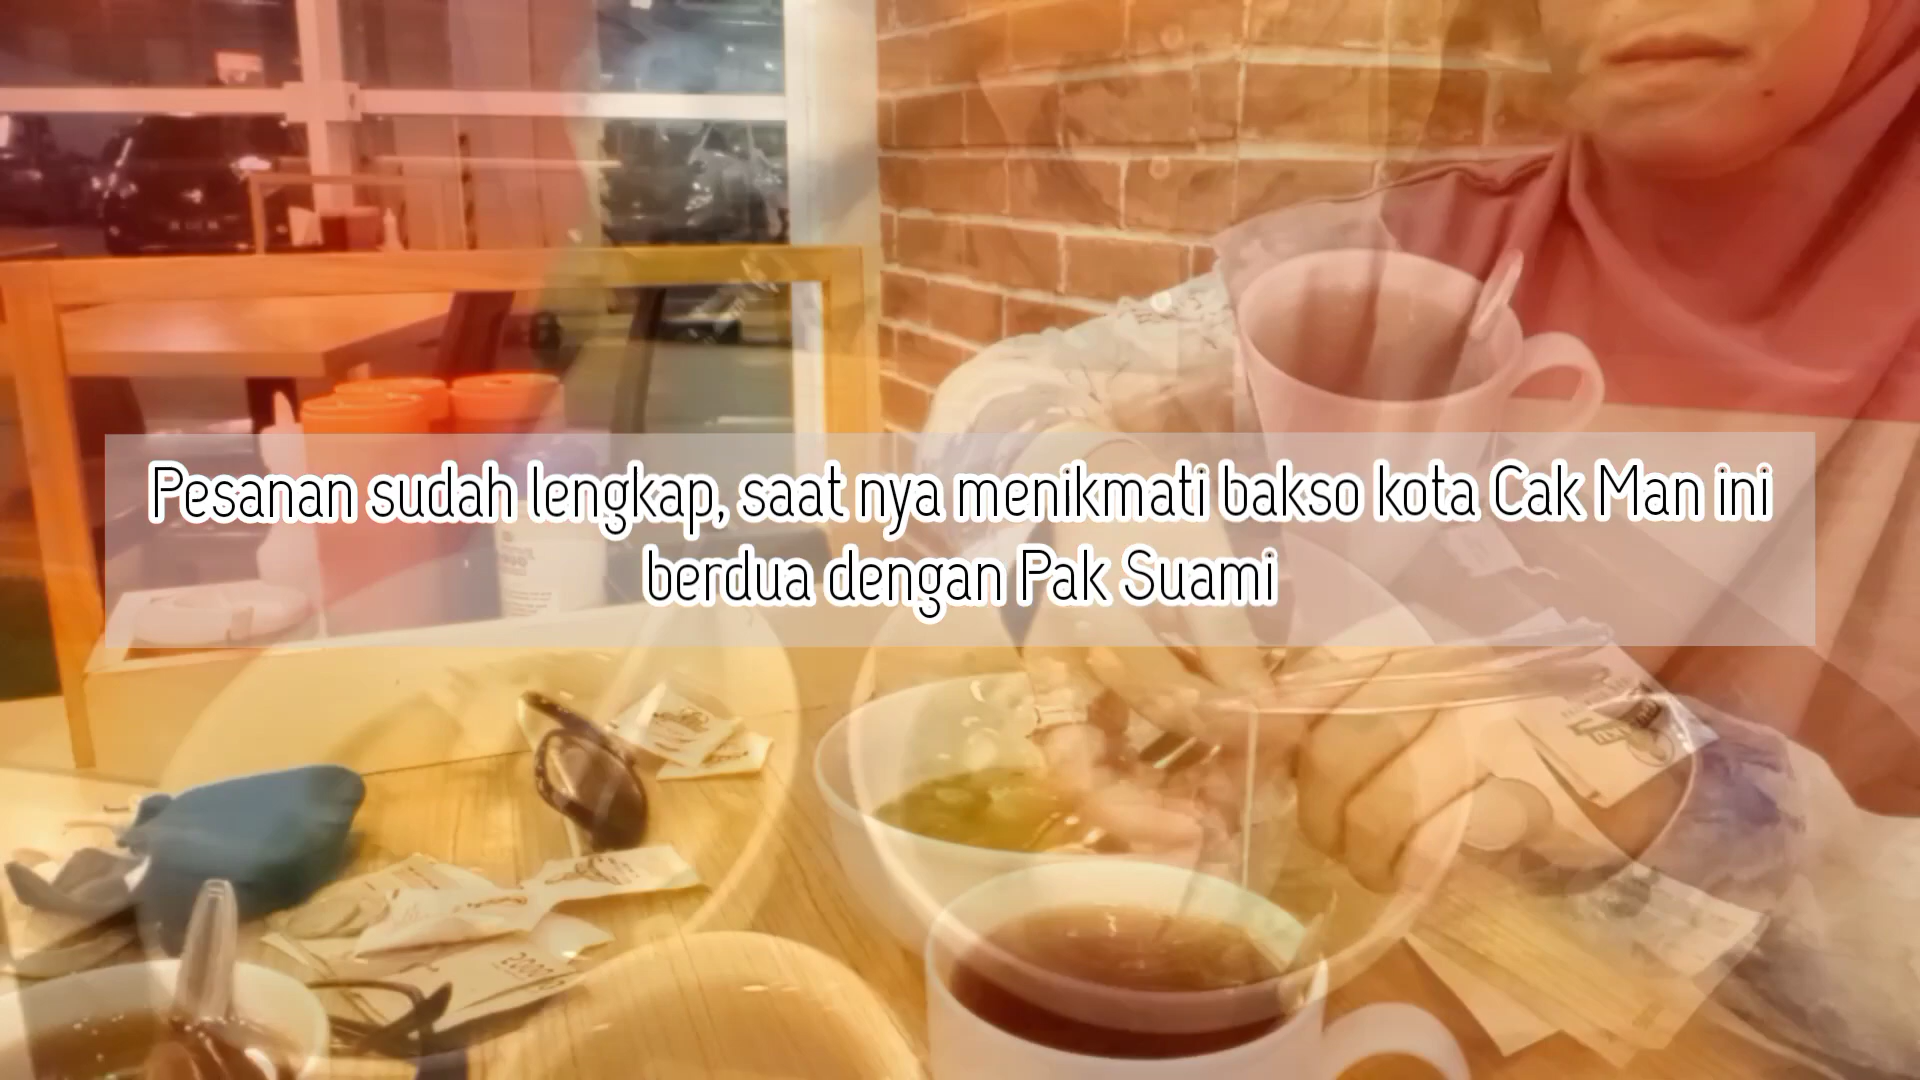 Pesanan sudah lengkap, saat nya menikmati bakso kota Cak Man ini
berdua dengan Pak Suami